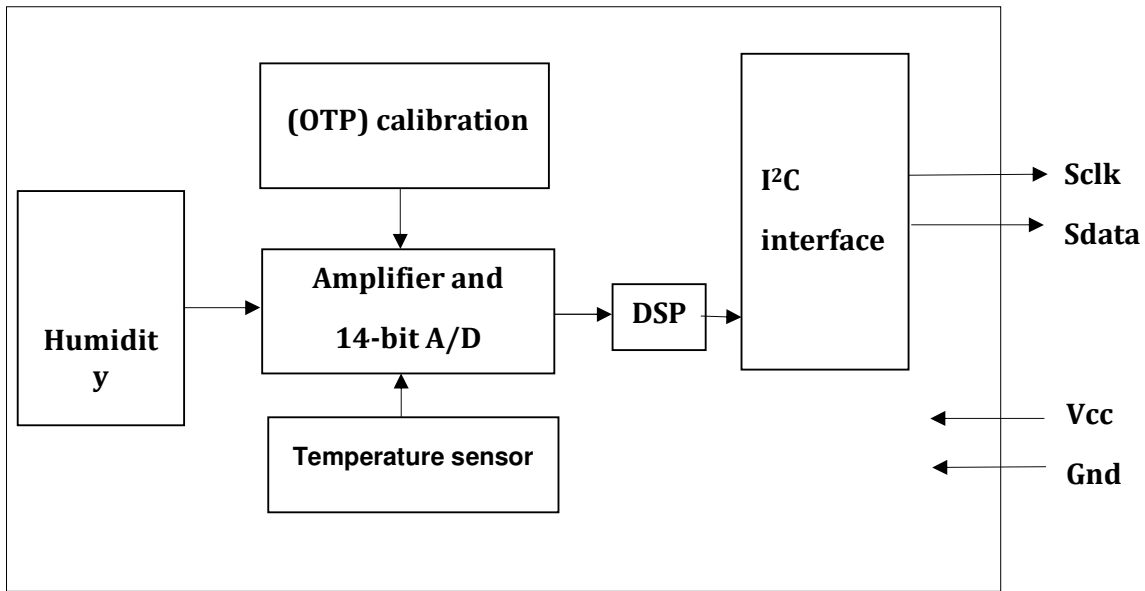 (OTP) calibration
I²C
interface
Sclk
Sdata
Amplifier and
14-bit A/D
DSP
Humidit
y
Temperature sensor
Vcc
Gnd